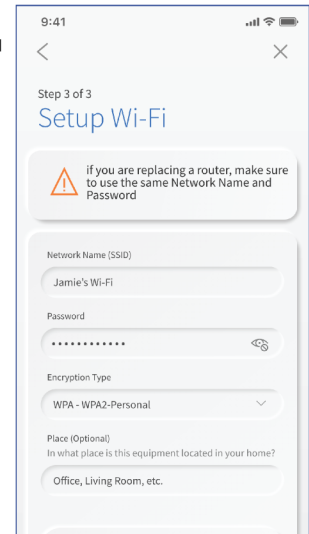 9:41
Step 3 of 3
Setup Wi-Fi
if you are replacing a router, make sure
to use the same Network Name and
Password
Network Name (SSID)
Jamie's Wi-Fi
Password
••••••••••••
Encryption Type
WPA - WPA2-Personal
Place (Optional)
In what place is this equipment located in your home?
Office, Living Room, etc.